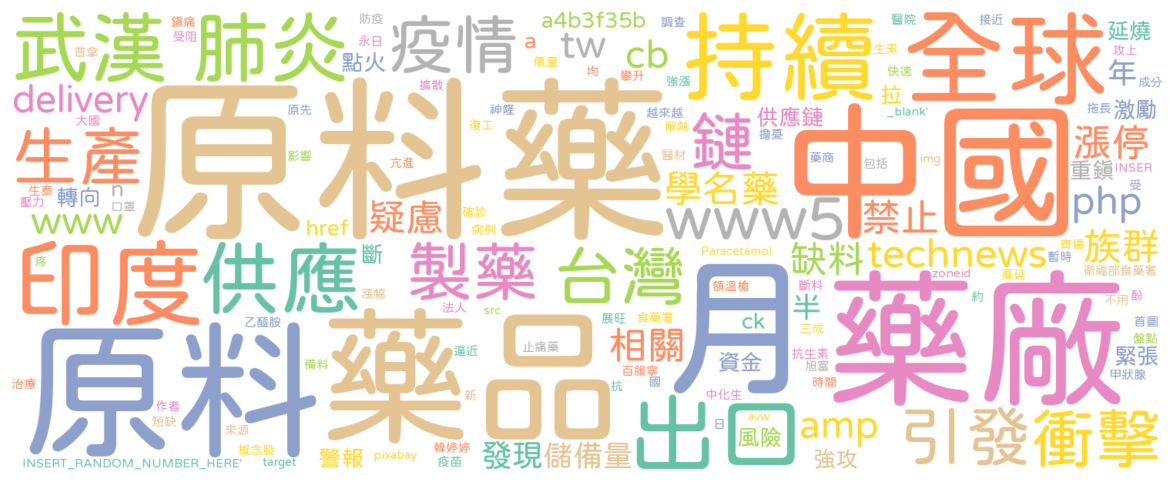 武漢 肺炎
鎮痛
受阻
普拿
防疫
永日
點火
疫情
a4b3f35b
a
tw
債量
均
cb
調查
攀升
強漲
持續
醫院
生素
快速
拉
_blank'
全球
接近
延燒
攻上
年
成分
delivery
大國
原料藥
原先
影響
擴散
神隆
復工
越來越
解熱
供應鏈
擔憂
鏈
醫材
中國
藥商
包括
img
拖長
激勵
漲停
重鎮
INSER
受
生產
生泰
壓力
轉向
n
口罩
www
亢進
href
疑慮
確診
病例
學名藥
www5
禁止
php
印度
疼
供應
斷
漲幅
製藥
法人
src
台灣
Paracetamol
額溫槍
缺料
technews
zoneid
斷料
蔓延
齊揚
暫時
族群
衛福部食藥署
原料
乙醯胺
備料
治療
作者
短缺
來源
概念股
藥品
逼近
新
止痛藥
展旺
食藥署
相關
百服寧
抗
國
月
ck
資金
中化生
半
約
三成
抗生素
旭富
時間
藥廠
不用
酚
首圖
盤點
緊張
甲狀腺
INSERT_RANDOM_NUMBER_HERE'
target
警報
pixabay
韓婷婷
疫苗
發現
儲備量
出口
日
avw
風險
amp
強攻
引發
衝擊